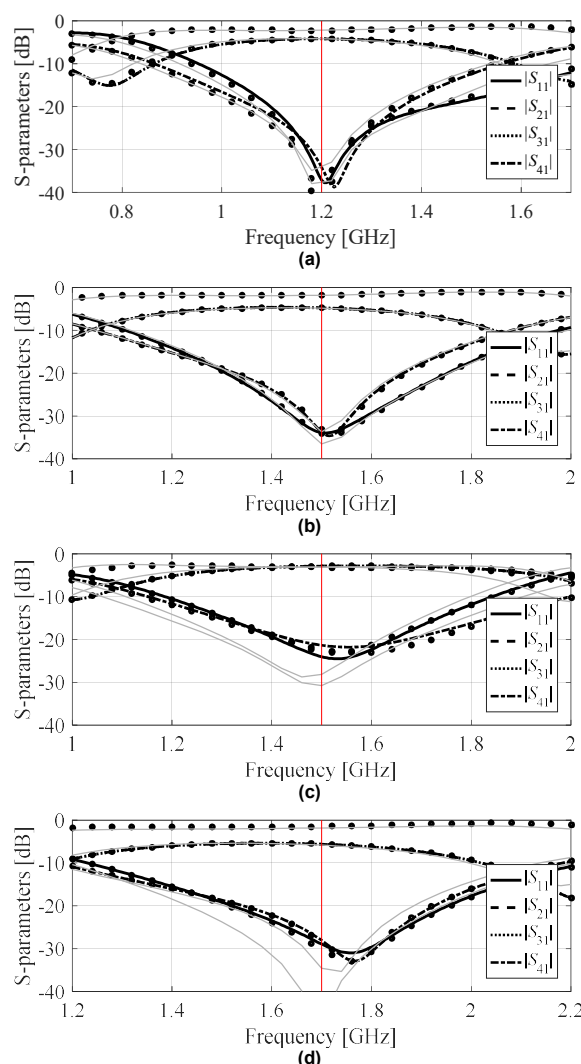 0
-10
-20
-30
-40
S-parameters [dB]
|S11|
|S21|
|S31|
|S41|
0.8 1 1.2 1.4 1.6
Frequency [GHz]
(a)
0
-10
-20
-30
-40
S-parameters [dB]
|S11|
|S21|
|S31|
|S41|
1 1.2 1.4 1.6 1.8 2
Frequency [GHz]
(b)
0
-10
-20
-30
-40
S-parameters [dB]
|S11|
|S21|
|S31|
|S41|
1 1.2 1.4 1.6 1.8 2
Frequency [GHz]
(c)
0
-10
-20
-30
-40
S-parameters [dB]
|S11|
|S21|
|S31|
|S41|
1.2 1.4 1.6 1.8 2 2.2
Frequency [GHz]
(d)